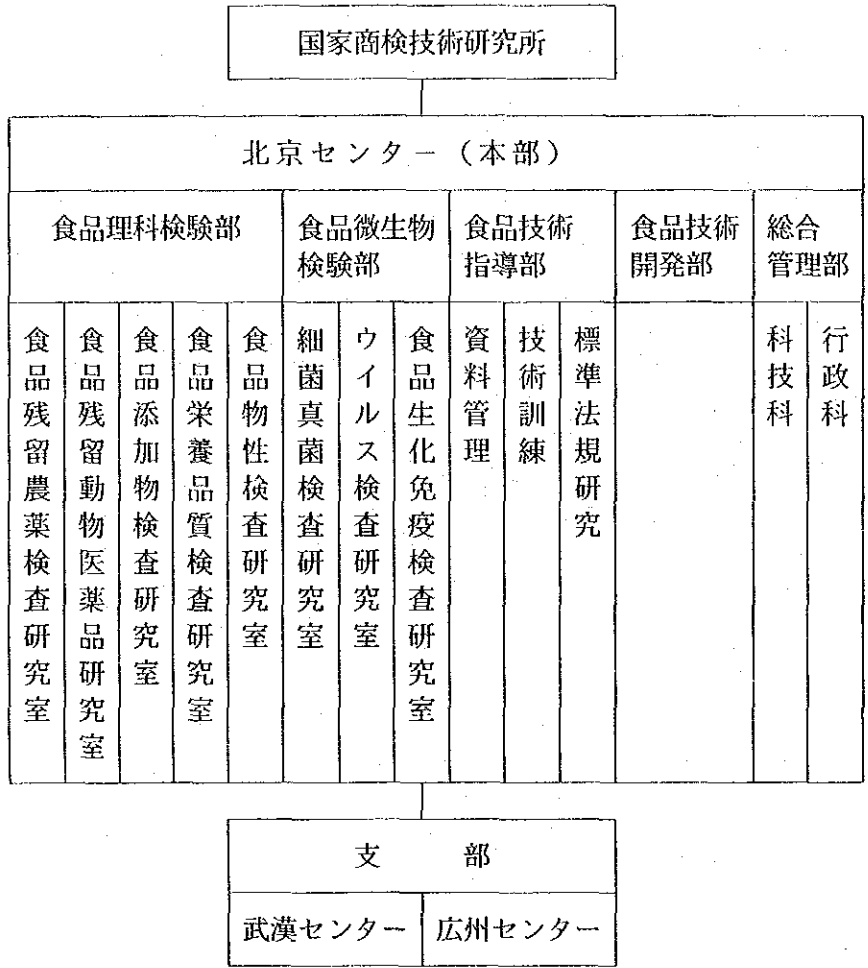 国家商検技術研究所
北京センター（本部）
食品理科検験部
食品微生物
検験部
食品技術
指導部
食品技術
開発部
総合
管理部
食品残留農薬検査研究室
食品残留動物医薬品研究室
食品添加物検査研究室
食品栄養品質検査研究室
食品物性検査研究室
細菌真菌検査研究室
ウイルス検査研究室
食品生化免疫検査研究室
資料管理
技術訓練
標準法規研究
科技科
行政科
支部
武漢センター
広州センター